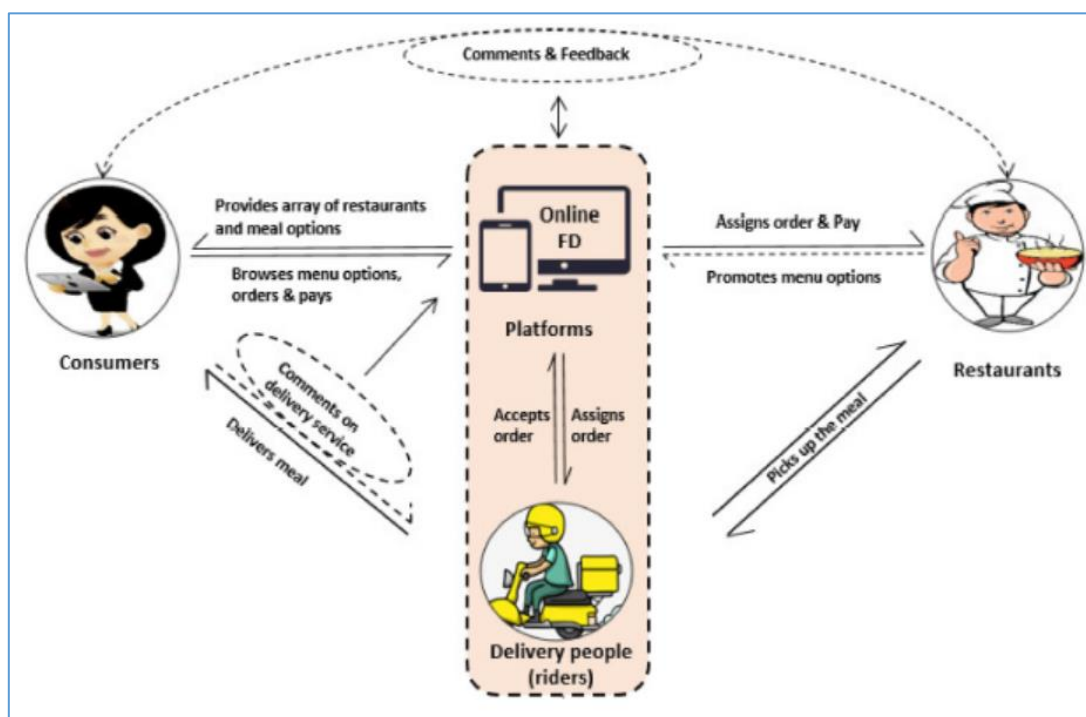 Comments & Feedback
Provides array of restaurants
and meal options
Browses menu options,
orders & pays
Online
FD
Platforms
Assigns order & Pay
Promotes menu options
Consumers
Restaurants
Comments on
delivery service
Delivers meal
Accepts
order
Assigns
order
Picks up the meal
Delivery people
(riders)